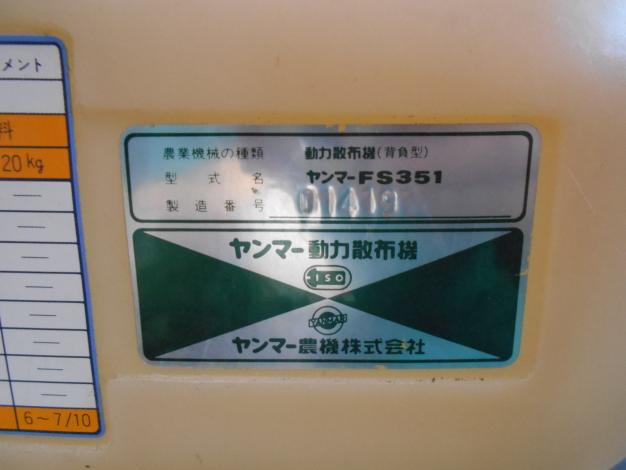 メント
料
20kg
農業機械の種類 動力散布機(背負型)
型式名 ヤンマーFS351
製造番号 01419
ヤンマー動力散布機
ISO
YANMAR
ヤンマー農機株式会社
6〜7/10